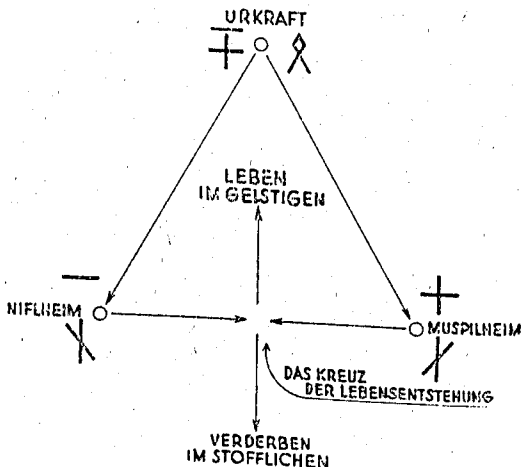 URKRAFT
LEBEN
IM GEISTIGEN
NIFLHEIM
MUSPILHEIM
DAS KREUZ
DER LEBENSENTSTEHUNG
VERDERBEN
IM STOFFLICHEN